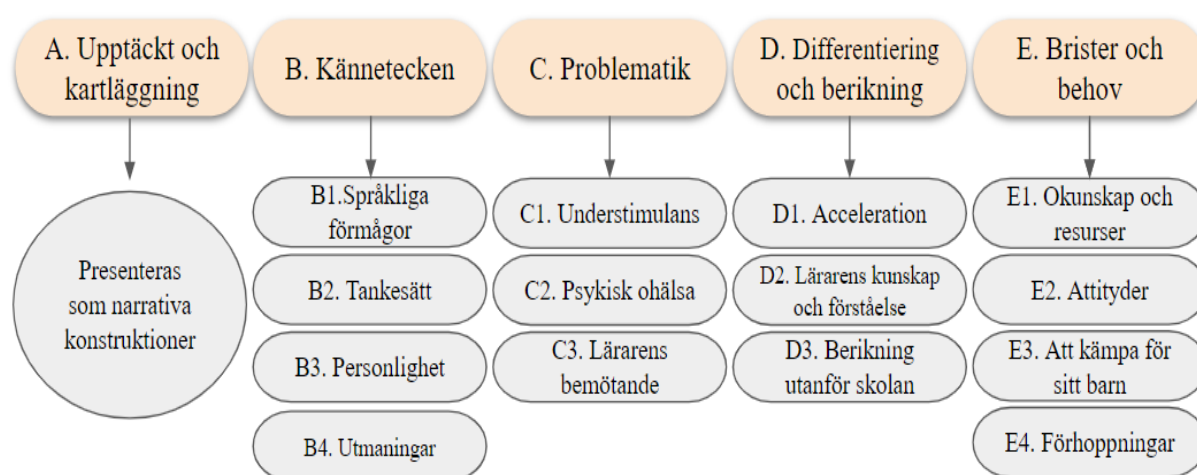 A. Upptäckt och
kartläggning
B. Kännetecken
C. Problematik
D. Differentiering
och berikning
E. Brister och
behov
Presenteras
som narrativa
konstruktioner
B1.Språkliga
förmågor
B2. Tankesätt
B3. Personlighet
B4. Utmaningar
C1. Understimulans
C2. Psykisk ohälsa
C3. Lärarens
bemötande
D1. Acceleration
D2. Lärarens kunskap
och förståelse
D3. Berikning
utanför skolan
E1. Okunskap och
resurser
E2. Attityder
E3. Att kämpa för
sitt barn
E4. Förhoppningar